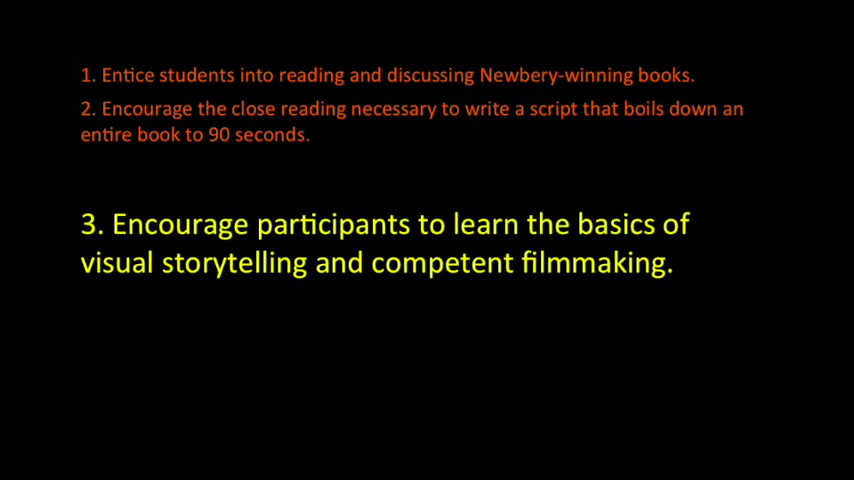 1. Entice students into reading and discussing Newbery-winning books.
2. Encourage the close reading necessary to write a script that boils down an
entire book to 90 seconds.
3. Encourage participants to learn the basics of
visual storytelling and competent filmmaking.